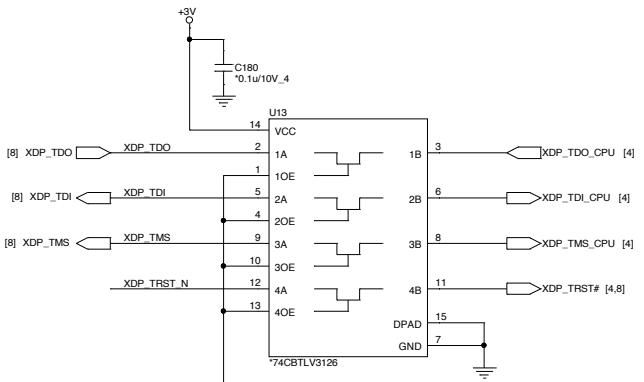 +3V
C180
*0.1u/10V_4
U13
14 VCC
[8] XDP_TDO XDP_TDO 2 1A 1B 3 XDP_TDO_CPU [4]
1 1OE
[8] XDP_TDI XDP_TDI 5 2A 2B 6 XDP_TDI_CPU [4]
4 2OE
[8] XDP_TMS XDP_TMS 9 3A 3B 8 XDP_TMS_CPU [4]
10 3OE
XDP_TRST_N 12 4A 4B 11 XDP_TRST# [4,8]
13 4OE
DPAD 15
GND 7
*74CBTLV3126